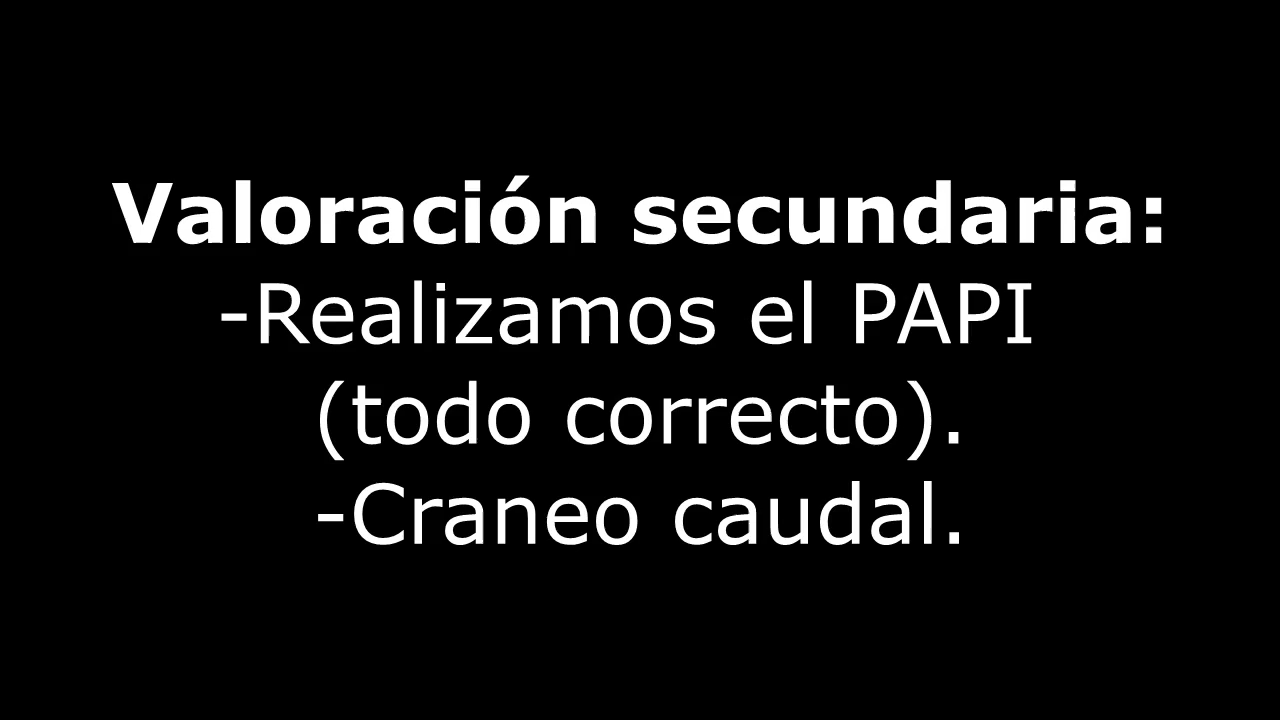 Valoración secundaria:
-Realizamos el PAPI
(todo correcto).
-Craneo caudal.